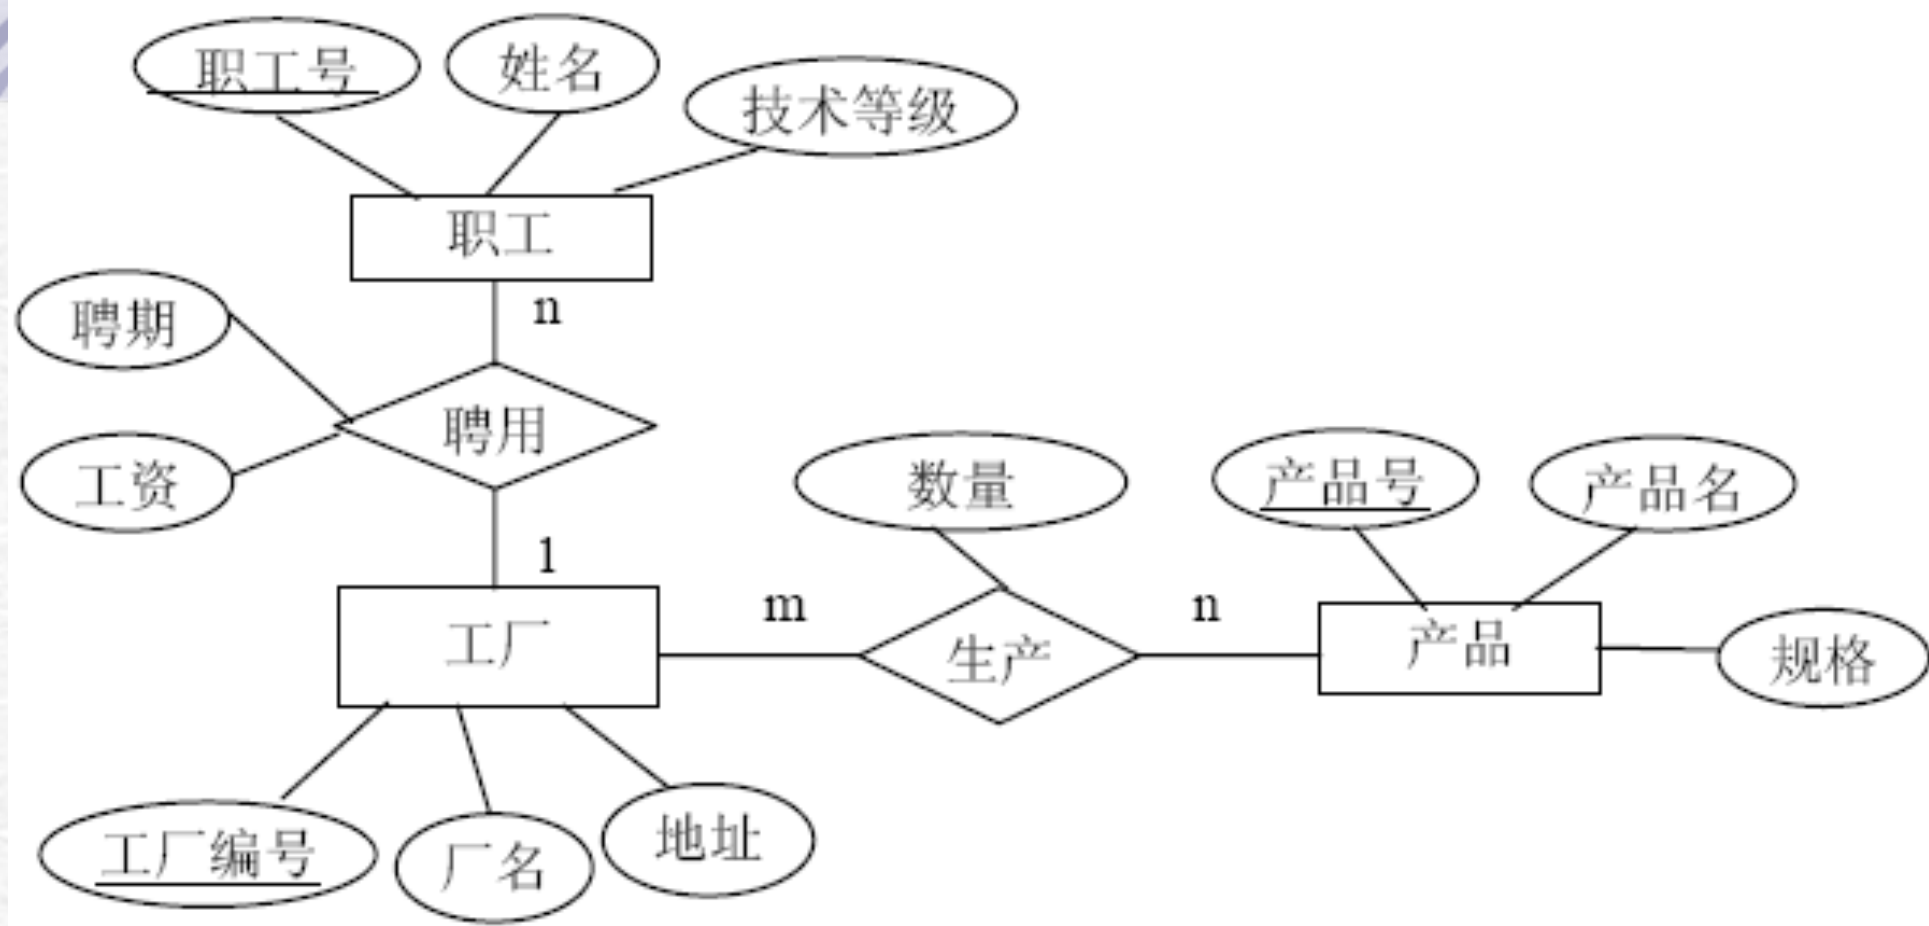 职工号
姓名
技术等级
职工
n
聘期
聘用
工资
1
数量
产品号
产品名
工厂
m
生产
n
产品
规格
工厂编号
厂名
地址